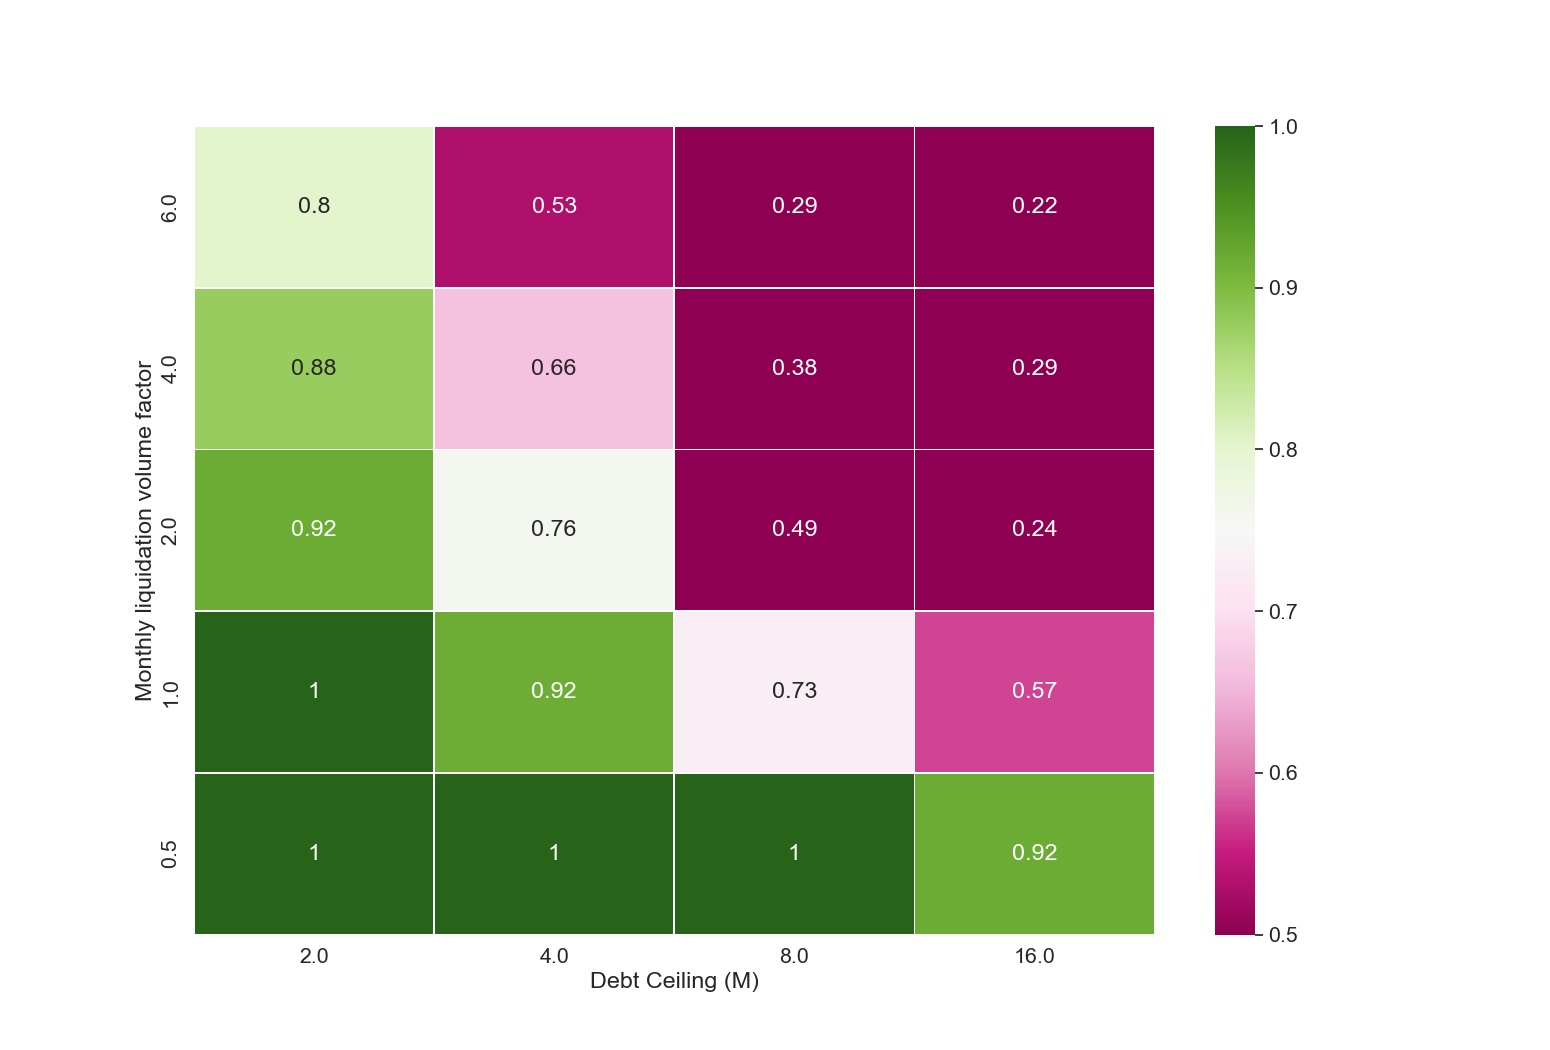 Monthly liquidation volume factor
6.0 0.8 0.53 0.29 0.22
4.0 0.88 0.66 0.38 0.29
2.0 0.92 0.76 0.49 0.24
1.0 1 0.92 0.73 0.57
0.5 1 1 1 0.92
2.0 4.0 8.0 16.0
Debt Ceiling (M)
1.0
0.9
0.8
0.7
0.6
0.5